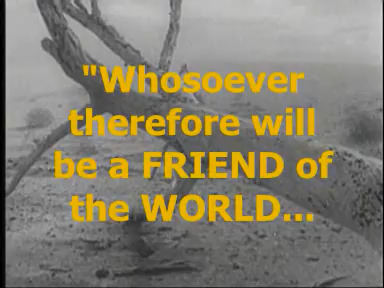 "Whosoever
therefore will
be a FRIEND of
the WORLD...